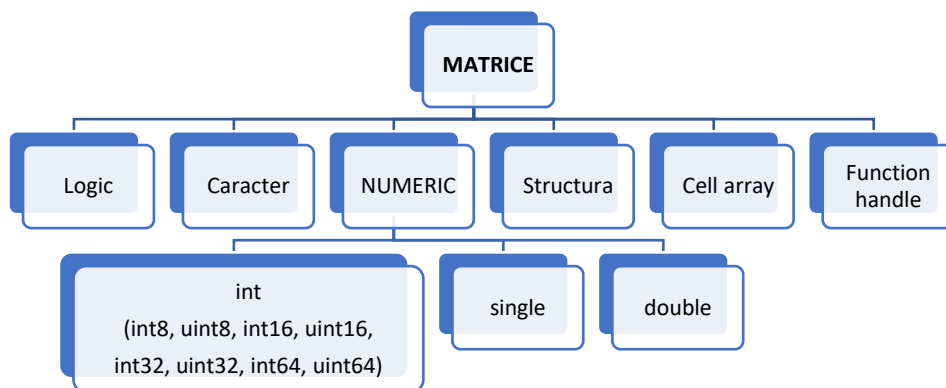 MATRICE
Logic
Caracter
NUMERIC
Structura
Cell array
Function
handle
int
(int8, uint8, int16, uint16,
int32, uint32, int64, uint64)
single
double